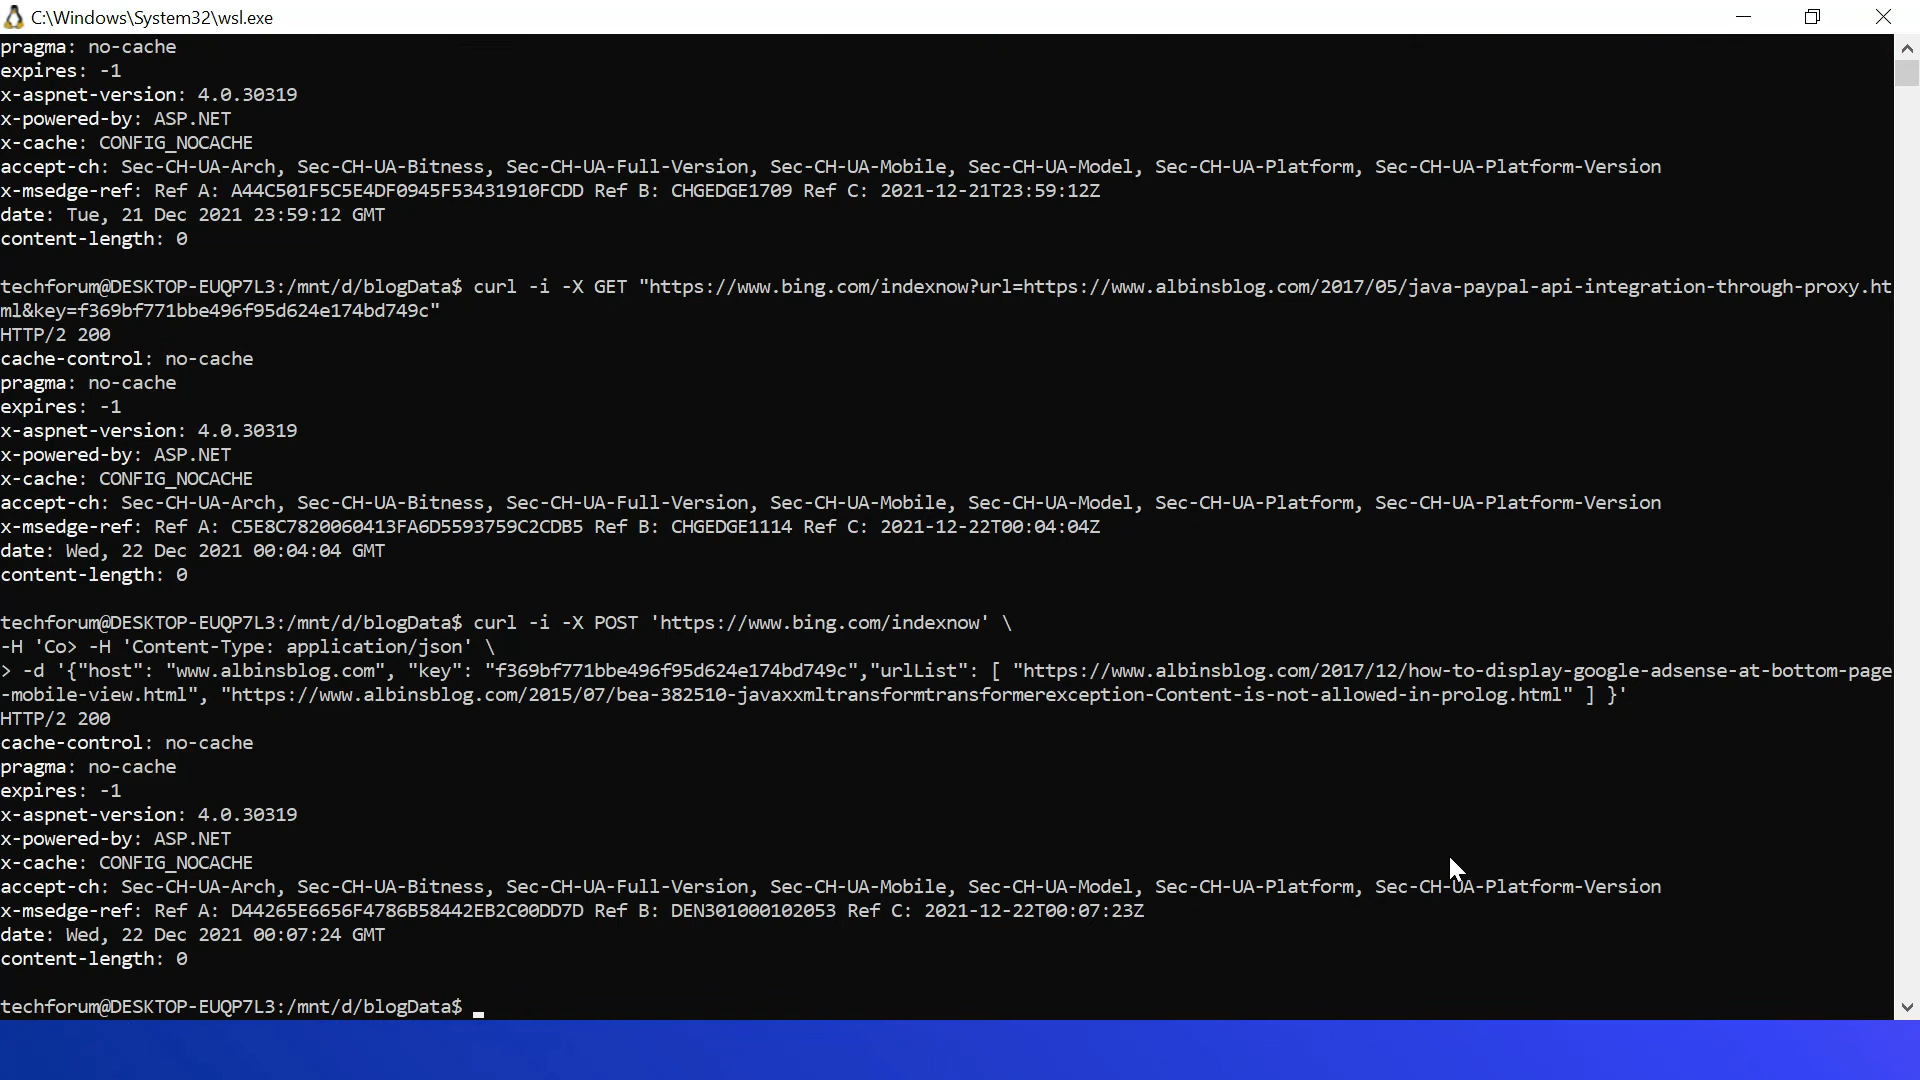 C:\Windows\System32\wsl.exe
pragma: no-cache
expires: -1
x-aspnet-version: 4.0.30319
x-powered-by: ASP.NET
x-cache: CONFIG_NOCACHE
accept-ch: Sec-CH-UA-Arch, Sec-CH-UA-Bitness, Sec-CH-UA-Full-Version, Sec-CH-UA-Mobile, Sec-CH-UA-Model, Sec-CH-UA-Platform, Sec-CH-UA-Platform-Version
x-msedge-ref: Ref A: A44C501F5C5E4DF0945F53431910FCDD Ref B: CHGEDGE1709 Ref C: 2021-12-21T23:59:12Z
date: Tue, 21 Dec 2021 23:59:12 GMT
content-length: 0
techforum@DESKTOP-EUQP7L3:/mnt/d/blogData$ curl -i -X GET "https://www.bing.com/indexnow?url=https://www.albinsblog.com/2017/05/java-paypal-api-integration-through-proxy.ht
ml&key=f369bf771bbe496f95d624e174bd749c"
HTTP/2 200
cache-control: no-cache
pragma: no-cache
expires: -1
x-aspnet-version: 4.0.30319
x-powered-by: ASP.NET
x-cache: CONFIG_NOCACHE
accept-ch: Sec-CH-UA-Arch, Sec-CH-UA-Bitness, Sec-CH-UA-Full-Version, Sec-CH-UA-Mobile, Sec-CH-UA-Model, Sec-CH-UA-Platform, Sec-CH-UA-Platform-Version
x-msedge-ref: Ref A: C5E8C7820060413FA6D5593759C2CDB5 Ref B: CHGEDGE1114 Ref C: 2021-12-22T00:04:04Z
date: Wed, 22 Dec 2021 00:04:04 GMT
content-length: 0
techforum@DESKTOP-EUQP7L3:/mnt/d/blogData$ curl -i -X POST 'https://www.bing.com/indexnow' \
-H 'Co> -H 'Content-Type: application/json' \
> -d '{"host": "www.albinsblog.com", "key": "f369bf771bbe496f95d624e174bd749c","urlList": [ "https://www.albinsblog.com/2017/12/how-to-display-google-adsense-at-bottom-page
-mobile-view.html", "https://www.albinsblog.com/2015/07/bea-382510-javaxxmltransformtransformerexception-Content-is-not-allowed-in-prolog.html" ] }'
HTTP/2 200
cache-control: no-cache
pragma: no-cache
expires: -1
x-aspnet-version: 4.0.30319
x-powered-by: ASP.NET
x-cache: CONFIG_NOCACHE
accept-ch: Sec-CH-UA-Arch, Sec-CH-UA-Bitness, Sec-CH-UA-Full-Version, Sec-CH-UA-Mobile, Sec-CH-UA-Model, Sec-CH-UA-Platform, Sec-CH-UA-Platform-Version
x-msedge-ref: Ref A: D44265E6656F4786B58442EB2C00DD7D Ref B: DEN301000102053 Ref C: 2021-12-22T00:07:23Z
date: Wed, 22 Dec 2021 00:07:24 GMT
content-length: 0
techforum@DESKTOP-EUQP7L3:/mnt/d/blogData$